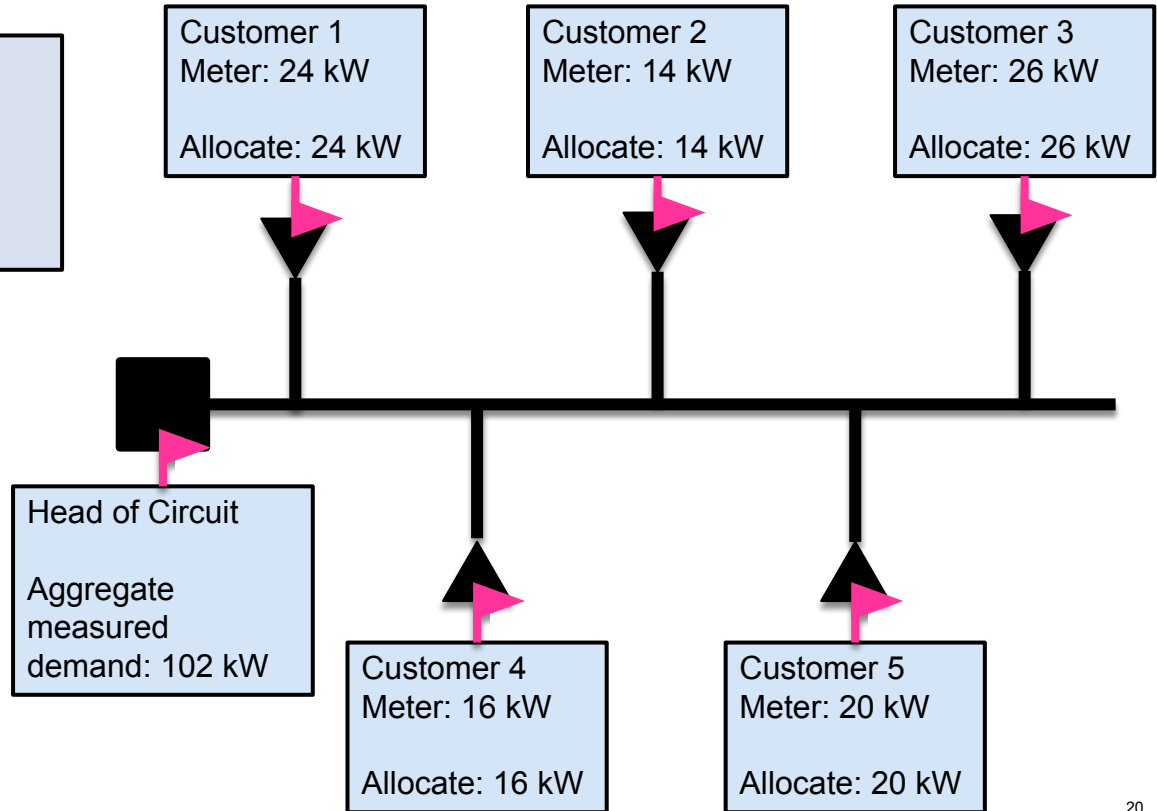 Customer 1
Meter: 24 kW
Allocate: 24 kW
Customer 2
Meter: 14 kW
Allocate: 14 kW
Customer 3
Meter: 26 kW
Allocate: 26 kW
Head of Circuit
Aggregate
measured
demand: 102 kW
Customer 4
Meter: 16 kW
Allocate: 16 kW
Customer 5
Meter: 20 kW
Allocate: 20 kW
20